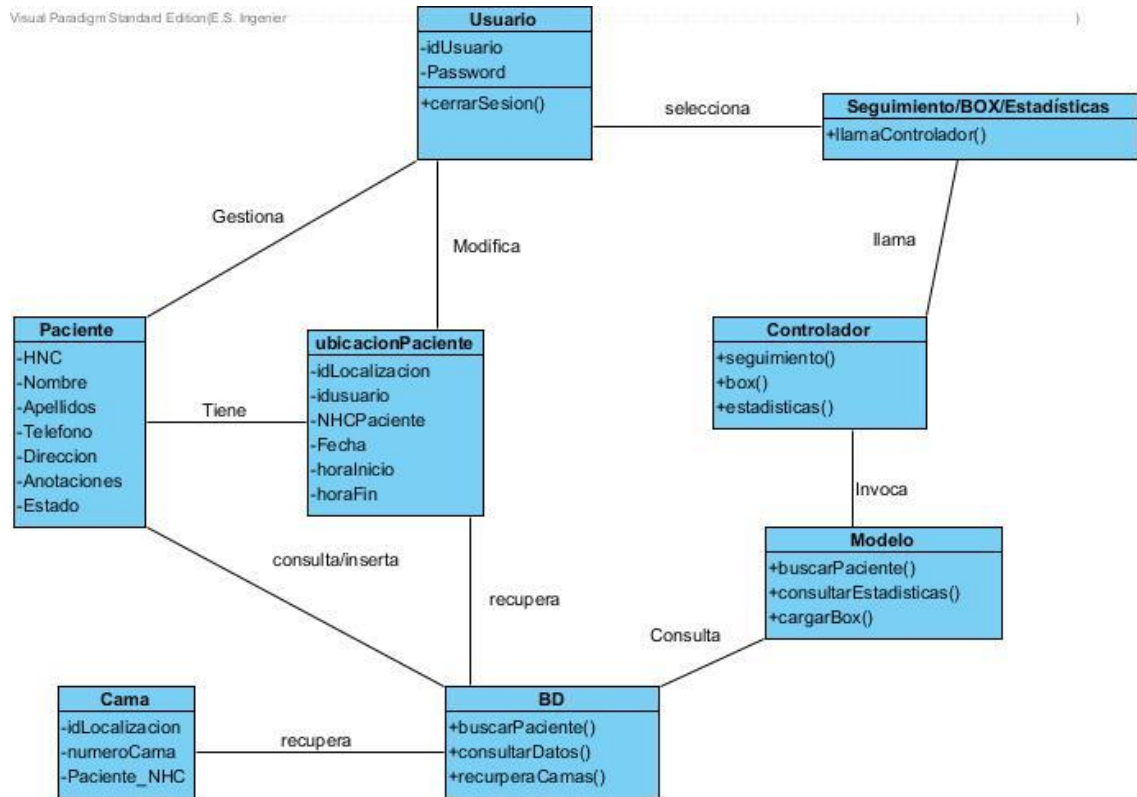 Visual Paradigm Standard Edition(E.S. Ingenier
)
Usuario
-idUsuario
-Password
+cerrarSesion()
selecciona
Seguimiento/BOX/Estadísticas
+llamaControlador()
Gestiona
Modifica
llama
Paciente
-HNC
-Nombre
-Apellidos
-Telefono
-Direccion
-Anotaciones
-Estado
Tiene
ubicacionPaciente
-idLocalizacion
-idusuario
-NHCPaciente
-Fecha
-horaInicio
-horaFin
Controlador
+seguimiento()
+box()
+estadisticas()
Invoca
consulta/inserta
recupera
Modelo
+buscarPaciente()
+consultarEstadisticas()
+cargarBox()
Consulta
Cama
-idLocalizacion
-numeroCama
-Paciente_NHC
recupera
BD
+buscarPaciente()
+consultarDatos()
+recurperaCamas()